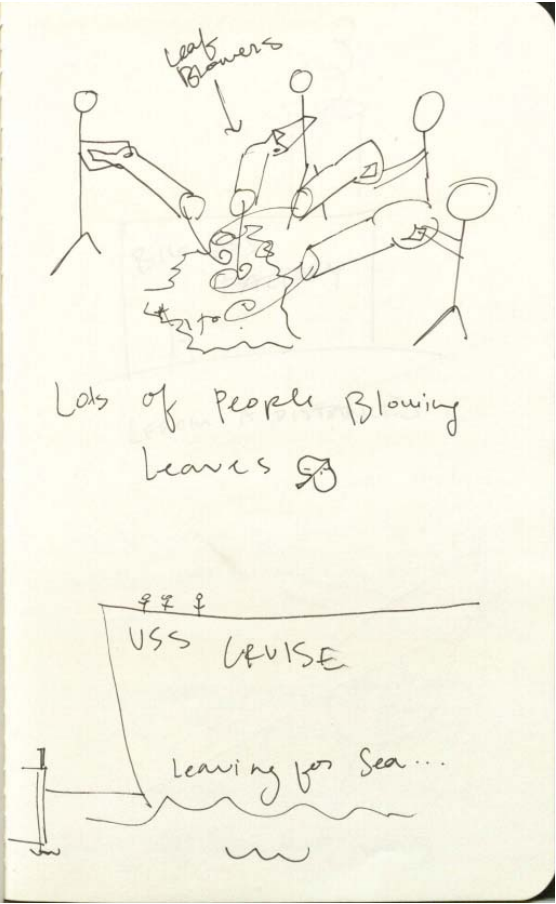 Leaf
Blowers
Lots of People Blowing
Leaves
USS CRUISE
Leaving for Sea...